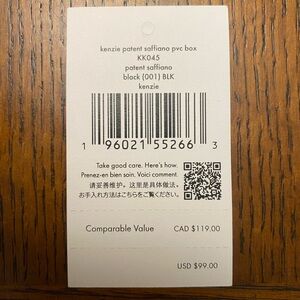 kenzie patent saffiano pvc box
KK045
patent saffiano
black (001) BLK
kenzie
1 96021 55266 3
Take good care. Here's how.
Prenez-en bien soin. Voici comment.
请妥善维护。这里是具体做法。
お手入れ方法はこちらをご覧ください。
Comparable Value CAD $119.00
USD $99.00